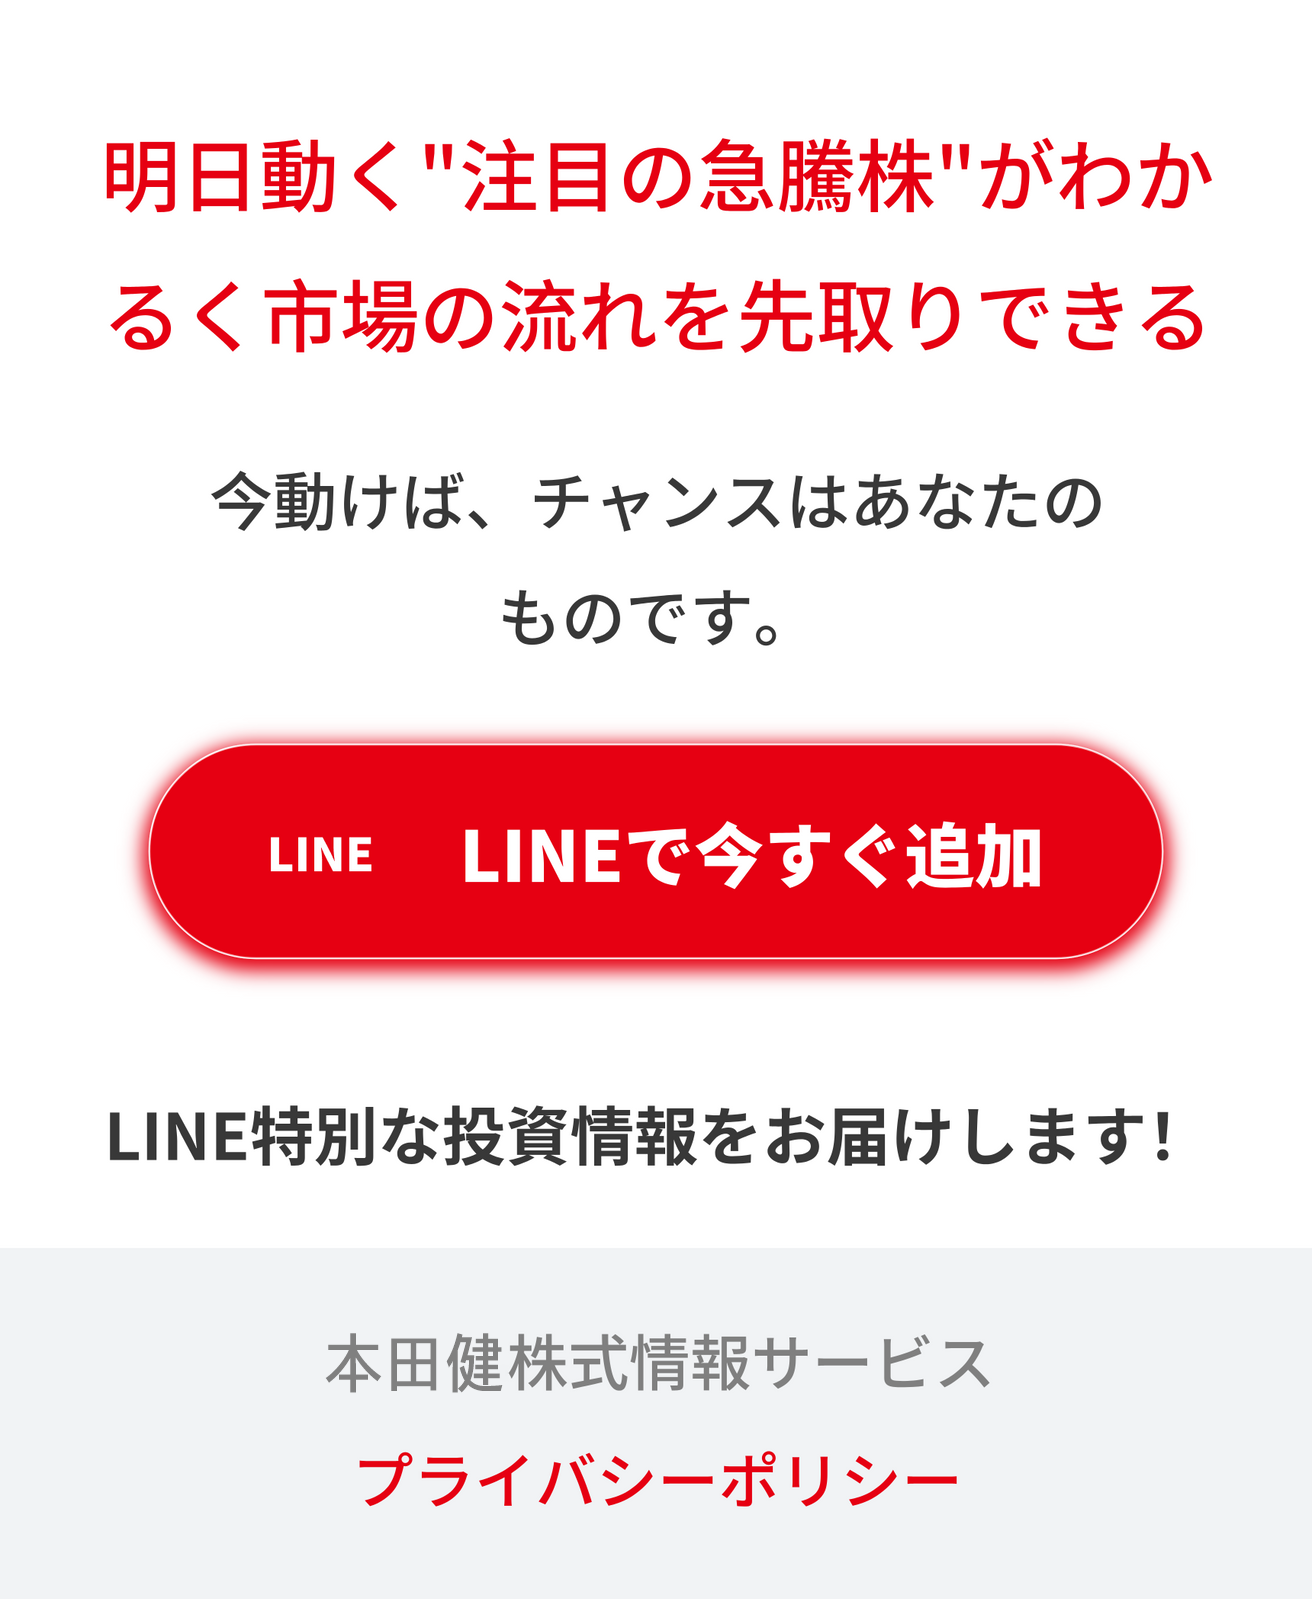 明日動く"注目の急騰株"がわか
るく市場の流れを先取りできる
今動けば、チャンスはあなたの
ものです。
LINE LINEで今すぐ追加
LINE特別な投資情報をお届けします!
本田健株式情報サービス
プライバシーポリシー